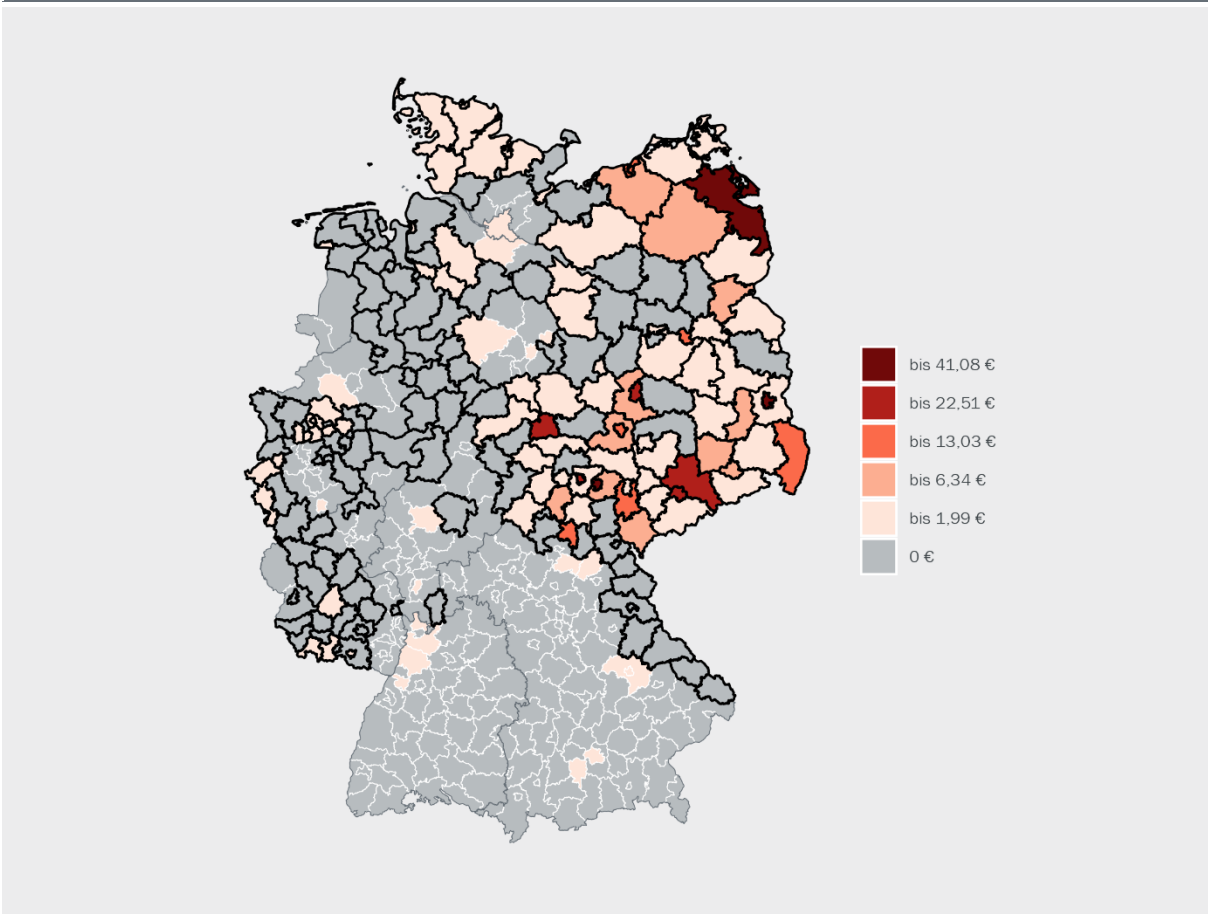 bis 41,08 €
bis 22,51 €
bis 13,03 €
bis 6,34 €
bis 1,99 €
0 €